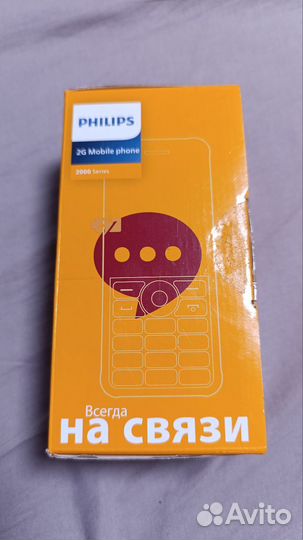 PHILIPS
2G Mobile phone
2000 Series
Всегда
на связи
Avito